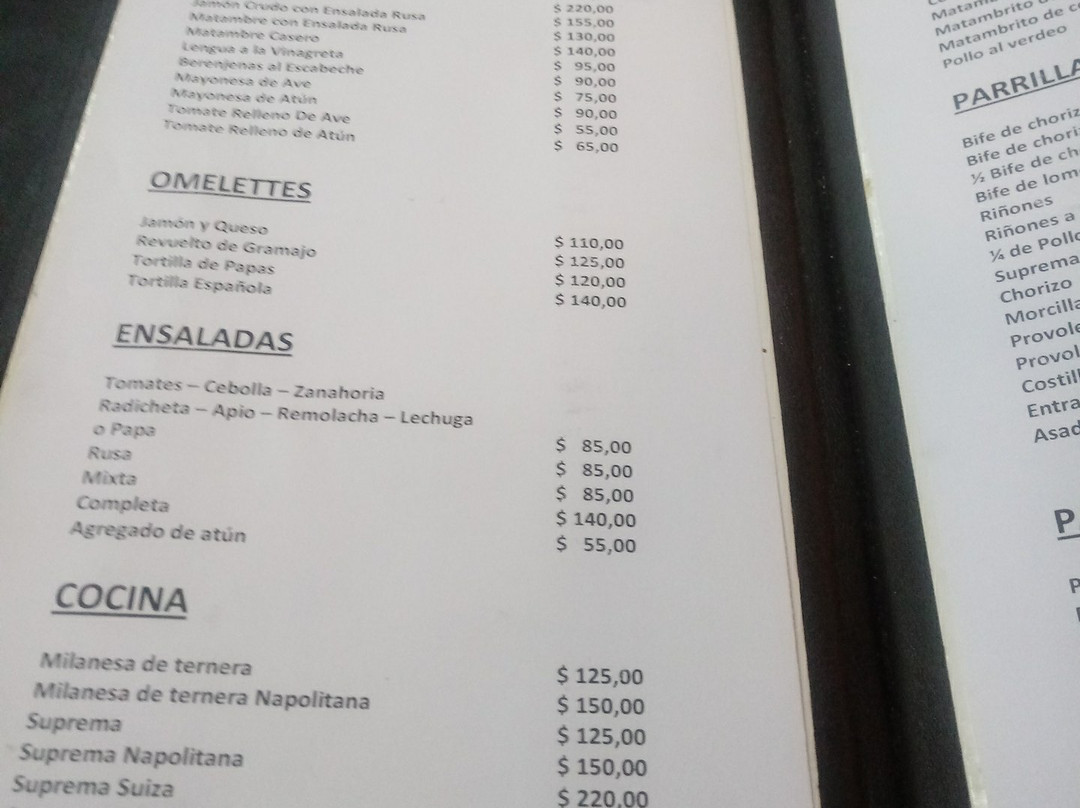 $ 220,00
Jamón Crudo con Ensalada Rusa $ 155,00
Matambre con Ensalada Rusa $ 130,00
Matambre Casero $ 140,00
Lengua a la Vinagreta $ 95,00
Berenjenas al Escabeche $ 90,00
Mayonesa de Ave $ 75,00
Mayonesa de Atún $ 90,00
Tomate Relleno De Ave $ 55,00
Tomate Relleno de Atún $ 65,00
OMELETTES
Jamón y Queso $ 110,00
Revuelto de Gramajo $ 125,00
Tortilla de Papas $ 120,00
Tortilla Española $ 140,00
ENSALADAS
Tomates – Cebolla – Zanahoria
Radicheta – Apio – Remolacha – Lechuga
o Papa $ 85,00
Rusa $ 85,00
Mixta $ 85,00
Completa $ 140,00
Agregado de atún $ 55,00
COCINA
Milanesa de ternera $ 125,00
Milanesa de ternera Napolitana $ 150,00
Suprema $ 125,00
Suprema Napolitana $ 150,00
Suprema Suiza $ 220,00
Matambrito
Matambrito de
Pollo al verdeo
PARRILLA
Bife de choriz
Bife de chori
½ Bife de ch
Bife de lom
Riñones
Riñones a
¼ de Pollo
Suprema
Chorizo
Morcilla
Provole
Provol
Costill
Entra
Asad
P